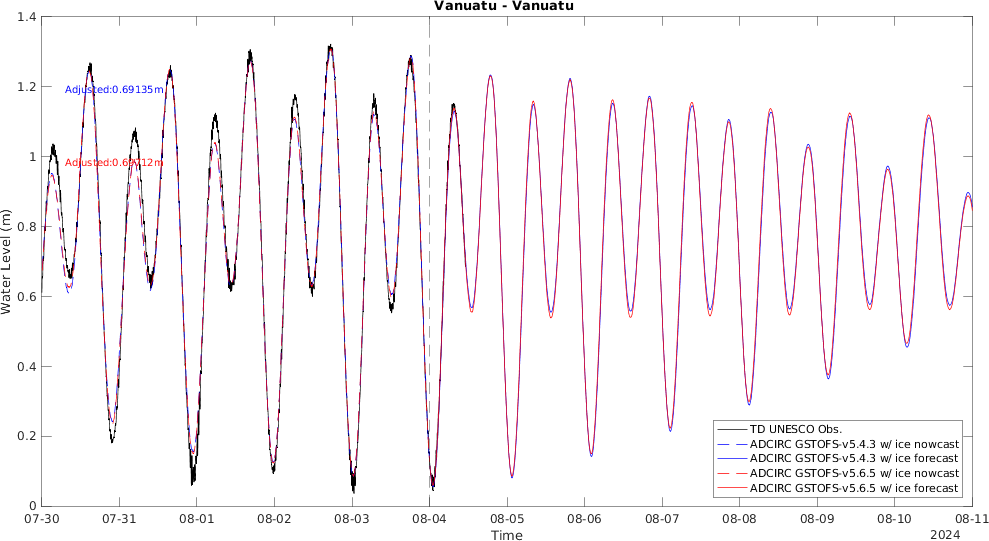 Vanuatu - Vanuatu
1.4
1.2
1
0.8
0.6
0.4
0.2
0
Water Level (m)
Adjusted:0.69135m
TD UNESCO Obs.
ADCIRC GSTOFS-v5.4.3 w/ ice nowcast
ADCIRC GSTOFS-v5.4.3 w/ ice forecast
ADCIRC GSTOFS-v5.6.5 w/ ice nowcast
ADCIRC GSTOFS-v5.6.5 w/ ice forecast
07-30 07-31 08-01 08-02 08-03 08-04 08-05 08-06 08-07 08-08 08-09 08-10 08-11
Time
2024